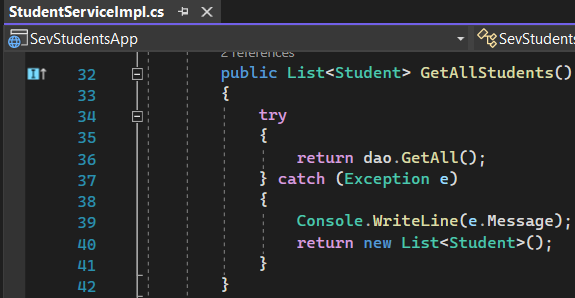 StudentServiceImpl.cs
SevStudentsApp SevStudents
2 references
32 public List<Student> GetAllStudents()
33 {
34 try
35 {
36 return dao.GetAll();
37 } catch (Exception e)
38 {
39 Console.WriteLine(e.Message);
40 return new List<Student>();
41 }
42 }